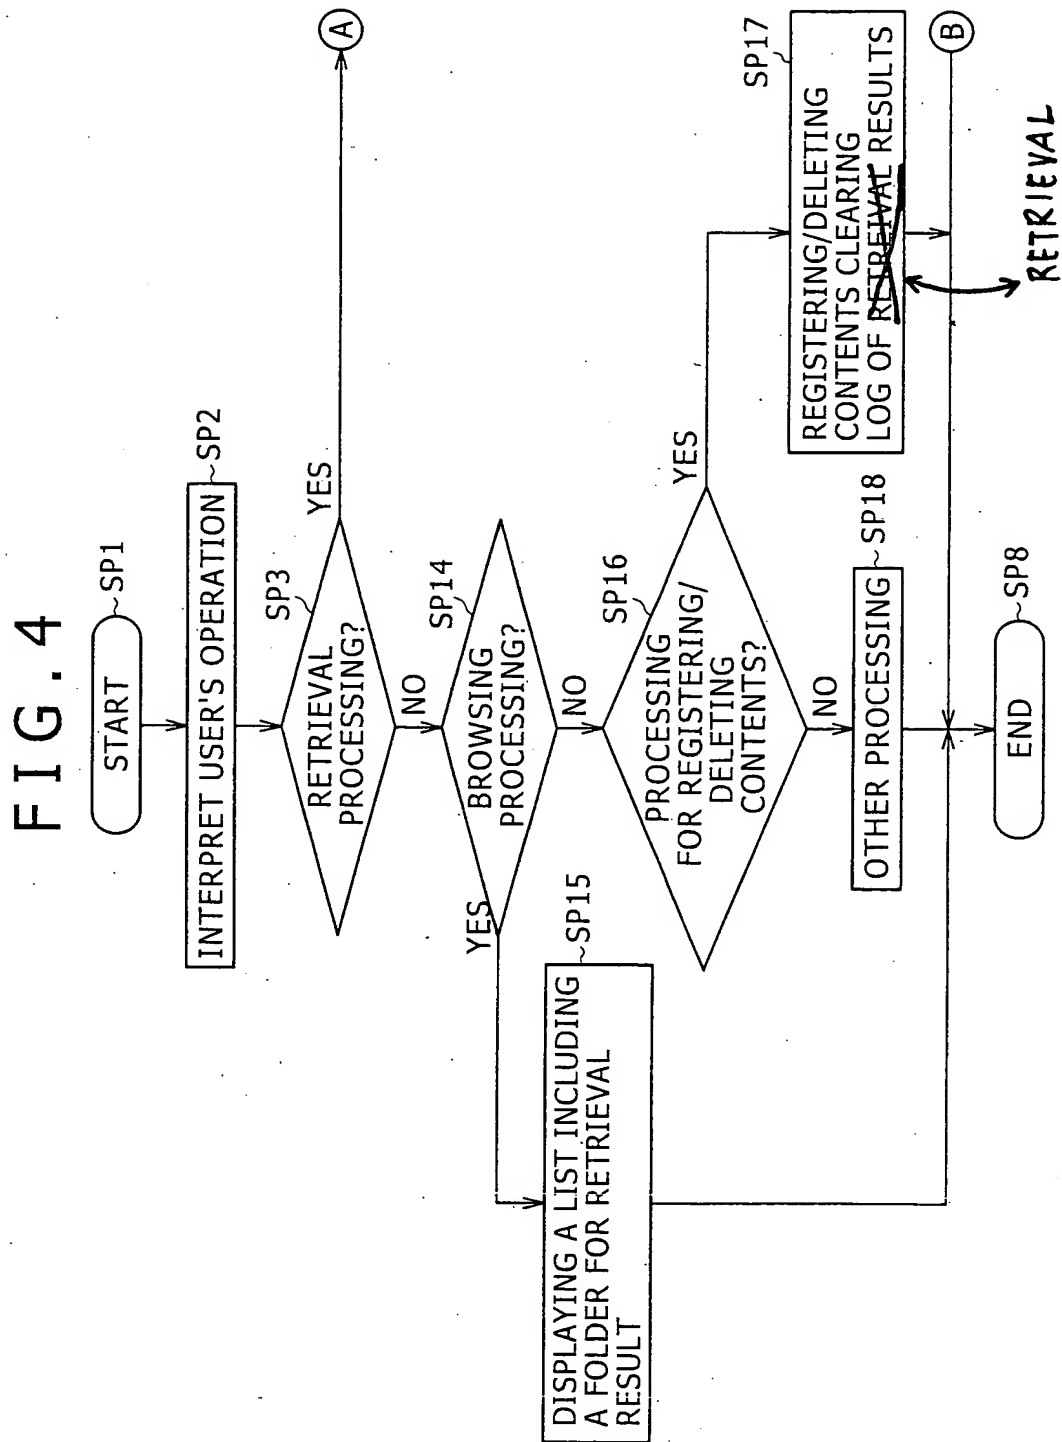 FIG.4
START
SP1
INTERPRET USER'S OPERATION
SP2
SP3
RETRIEVAL
PROCESSING?
YES
A
NO
SP14
BROWSING
PROCESSING?
YES
NO
SP15
DISPLAYING A LIST INCLUDING
A FOLDER FOR RETRIEVAL
RESULT
SP16
PROCESSING
FOR REGISTERING/
DELETING
CONTENTS?
YES
NO
SP17
REGISTERING/DELETING
CONTENTS CLEARING
LOG OF RETREIVAL RESULTS
RETRIEVAL
OTHER PROCESSING
SP18
B
END
SP8